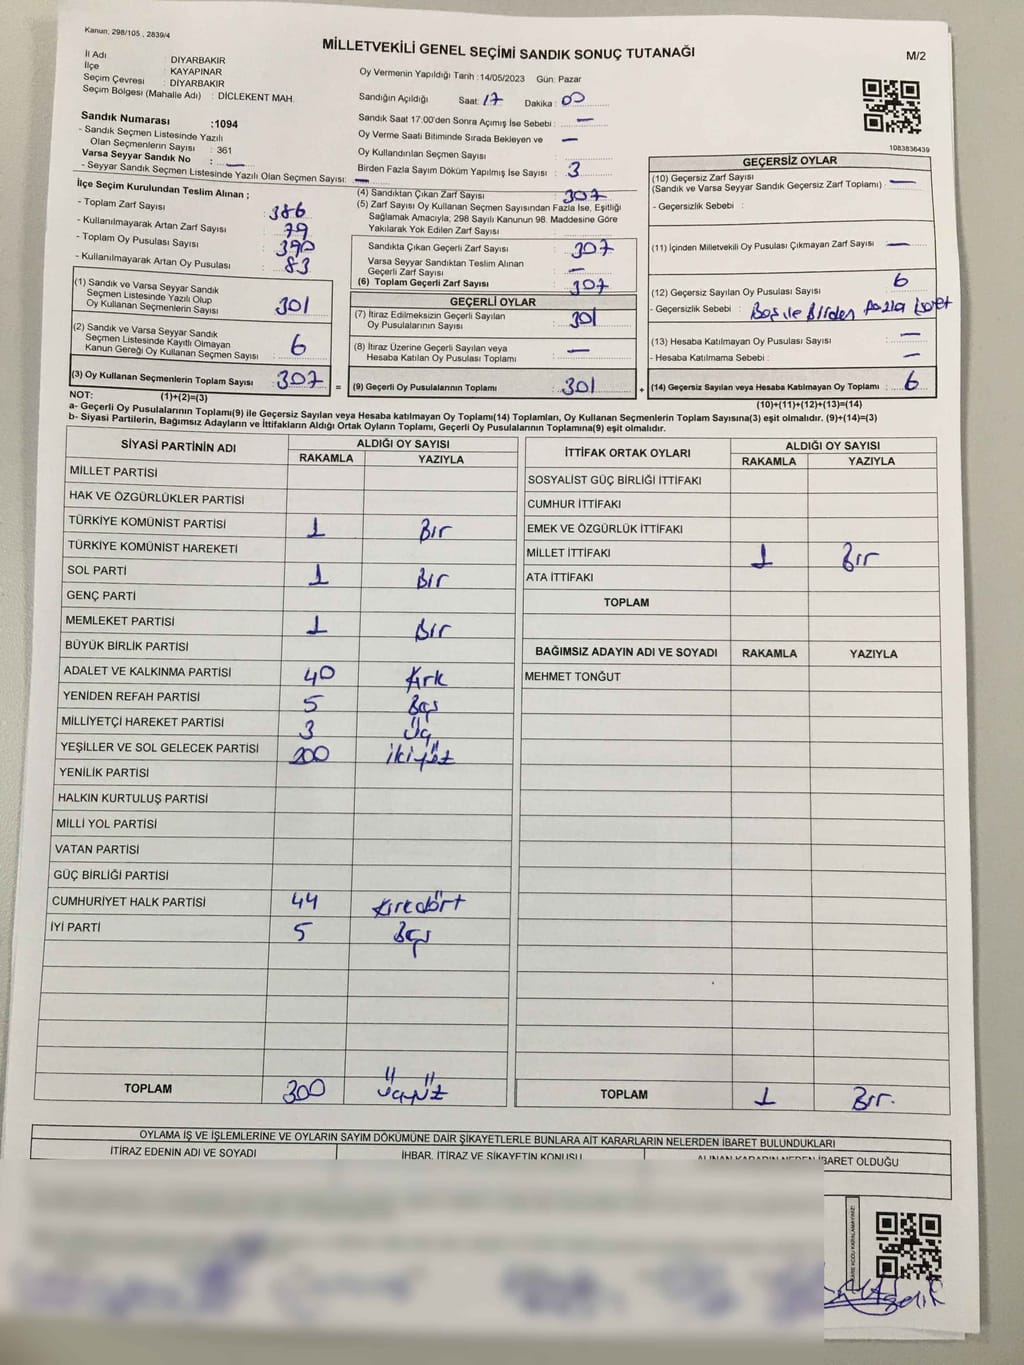 Kanun, 298/105 , 2839/4
MİLLETVEKİLİ GENEL SEÇİMİ SANDIK SONUÇ TUTANAĞI
M/2
İl Adı : DİYARBAKIR
İlçe : KAYAPINAR
Seçim Çevresi : DİYARBAKIR
Seçim Bölgesi (Mahalle Adı) : DİCLEKENT MAH.
Oy Vermenin Yapıldığı Tarih :14/05/2023 Gün: Pazar
Sandığın Açıldığı Saat: 17 Dakika : 00
Sandık Saat 17:00'den Sonra Açımış İse Sebebi : —
Oy Verme Saati Bitiminde Sırada Bekleyen ve —
Oy Kullandırılan Seçmen Sayısı
Birden Fazla Sayım Döküm Yapılmış İse Sayısı : 3
1083836439
Sandık Numarası :1094
- Sandık Seçmen Listesinde Yazılı
Olan Seçmenlerin Sayısı : 361
Varsa Seyyar Sandık No : —
- Seyyar Sandık Seçmen Listesinde Yazılı Olan Seçmen Sayısı: —
İlçe Seçim Kurulundan Teslim Alınan ;
- Toplam Zarf Sayısı : 386
- Kullanılmayarak Artan Zarf Sayısı : 79
- Toplam Oy Pusulası Sayısı : 390
- Kullanılmayarak Artan Oy Pusulası : 83
(1) Sandık ve Varsa Seyyar Sandık
Seçmen Listesinde Yazılı Olup
Oy Kullanan Seçmenlerin Sayısı 301
(2) Sandık ve Varsa Seyyar Sandık
Seçmen Listesinde Kayıtlı Olmayan
Kanun Gereği Oy Kullanan Seçmen Sayısı 6
(3) Oy Kullanan Seçmenlerin Toplam Sayısı 307 =
(4) Sandıktan Çıkan Zarf Sayısı : 307
(5) Zarf Sayısı Oy Kullanan Seçmen Sayısından Fazla İse, Eşitliği
Sağlamak Amacıyla; 298 Sayılı Kanunun 98. Maddesine Göre
Yakılarak Yok Edilen Zarf Sayısı :
Sandıkta Çıkan Geçerli Zarf Sayısı : 307
Varsa Seyyar Sandıktan Teslim Alınan
Geçerli Zarf Sayısı : —
(6) Toplam Geçerli Zarf Sayısı : 307
GEÇERLİ OYLAR
(7) İtiraz Edilmeksizin Geçerli Sayılan
Oy Pusulalarının Sayısı : 301
(8) İtiraz Üzerine Geçerli Sayılan veya
Hesaba Katılan Oy Pusulası Toplamı : —
(9) Geçerli Oy Pusulalarının Toplamı : 301 +
GEÇERSİZ OYLAR
(10) Geçersiz Zarf Sayısı
(Sandık ve Varsa Seyyar Sandık Geçersiz Zarf Toplamı) : —
- Geçersizlik Sebebi :
(11) İçinden Milletvekili Oy Pusulası Çıkmayan Zarf Sayısı : —
(12) Geçersiz Sayılan Oy Pusulası Sayısı : 6
- Geçersizlik Sebebi : Boş ile Birden Fazla İşaret
(13) Hesaba Katılmayan Oy Pusulası Sayısı : —
- Hesaba Katılmama Sebebi : —
(14) Geçersiz Sayılan veya Hesaba Katılmayan Oy Toplamı : 6
NOT: (1)+(2)=(3) (10)+(11)+(12)+(13)=(14)
a- Geçerli Oy Pusulalarının Toplamı(9) ile Geçersiz Sayılan veya Hesaba katılmayan Oy Toplamı(14) Toplamları, Oy Kullanan Seçmenlerin Toplam Sayısına(3) eşit olmalıdır. (9)+(14)=(3)
b- Siyasi Partilerin, Bağımsız Adayların ve İttifakların Aldığı Ortak Oyların Toplamı, Geçerli Oy Pusulalarının Toplamına(9) eşit olmalıdır.
SİYASİ PARTİNİN ADI ALDIĞI OY SAYISI
RAKAMLA YAZIYLA
MİLLET PARTİSİ
HAK VE ÖZGÜRLÜKLER PARTİSİ
TÜRKİYE KOMÜNİST PARTİSİ 1 Bir
TÜRKİYE KOMÜNİST HAREKETİ
SOL PARTİ 1 Bir
GENÇ PARTİ
MEMLEKET PARTİSİ 1 Bir
BÜYÜK BİRLİK PARTİSİ
ADALET VE KALKINMA PARTİSİ 40 Kırk
YENİDEN REFAH PARTİSİ 5 Beş
MİLLİYETÇİ HAREKET PARTİSİ 3 Üç
YEŞİLLER VE SOL GELECEK PARTİSİ 200 ikiyüz
YENİLİK PARTİSİ
HALKIN KURTULUŞ PARTİSİ
MİLLİ YOL PARTİSİ
VATAN PARTİSİ
GÜÇ BİRLİĞİ PARTİSİ
CUMHURİYET HALK PARTİSİ 44 Kırkdört
İYİ PARTİ 5 Beş
TOPLAM 300 üçyüz
İTTİFAK ORTAK OYLARI ALDIĞI OY SAYISI
RAKAMLA YAZIYLA
SOSYALİST GÜÇ BİRLİĞİ İTTİFAKI
CUMHUR İTTİFAKI
EMEK VE ÖZGÜRLÜK İTTİFAKI
MİLLET İTTİFAKI 1 Bir
ATA İTTİFAKI
TOPLAM
BAĞIMSIZ ADAYIN ADI VE SOYADI RAKAMLA YAZIYLA
MEHMET TONĞUT
TOPLAM 1 Bir.
OYLAMA İŞ VE İŞLEMLERİNE VE OYLARIN SAYIM DÖKÜMÜNE DAİR ŞİKAYETLERLE BUNLARA AİT KARARLARIN NELERDEN İBARET BULUNDUKLARI
İTİRAZ EDENİN ADI VE SOYADI
İHBAR, İTİRAZ VE ŞİKAYETİN KONUSU
ALINAN KARARIN NEDEN İBARET OLDUĞU